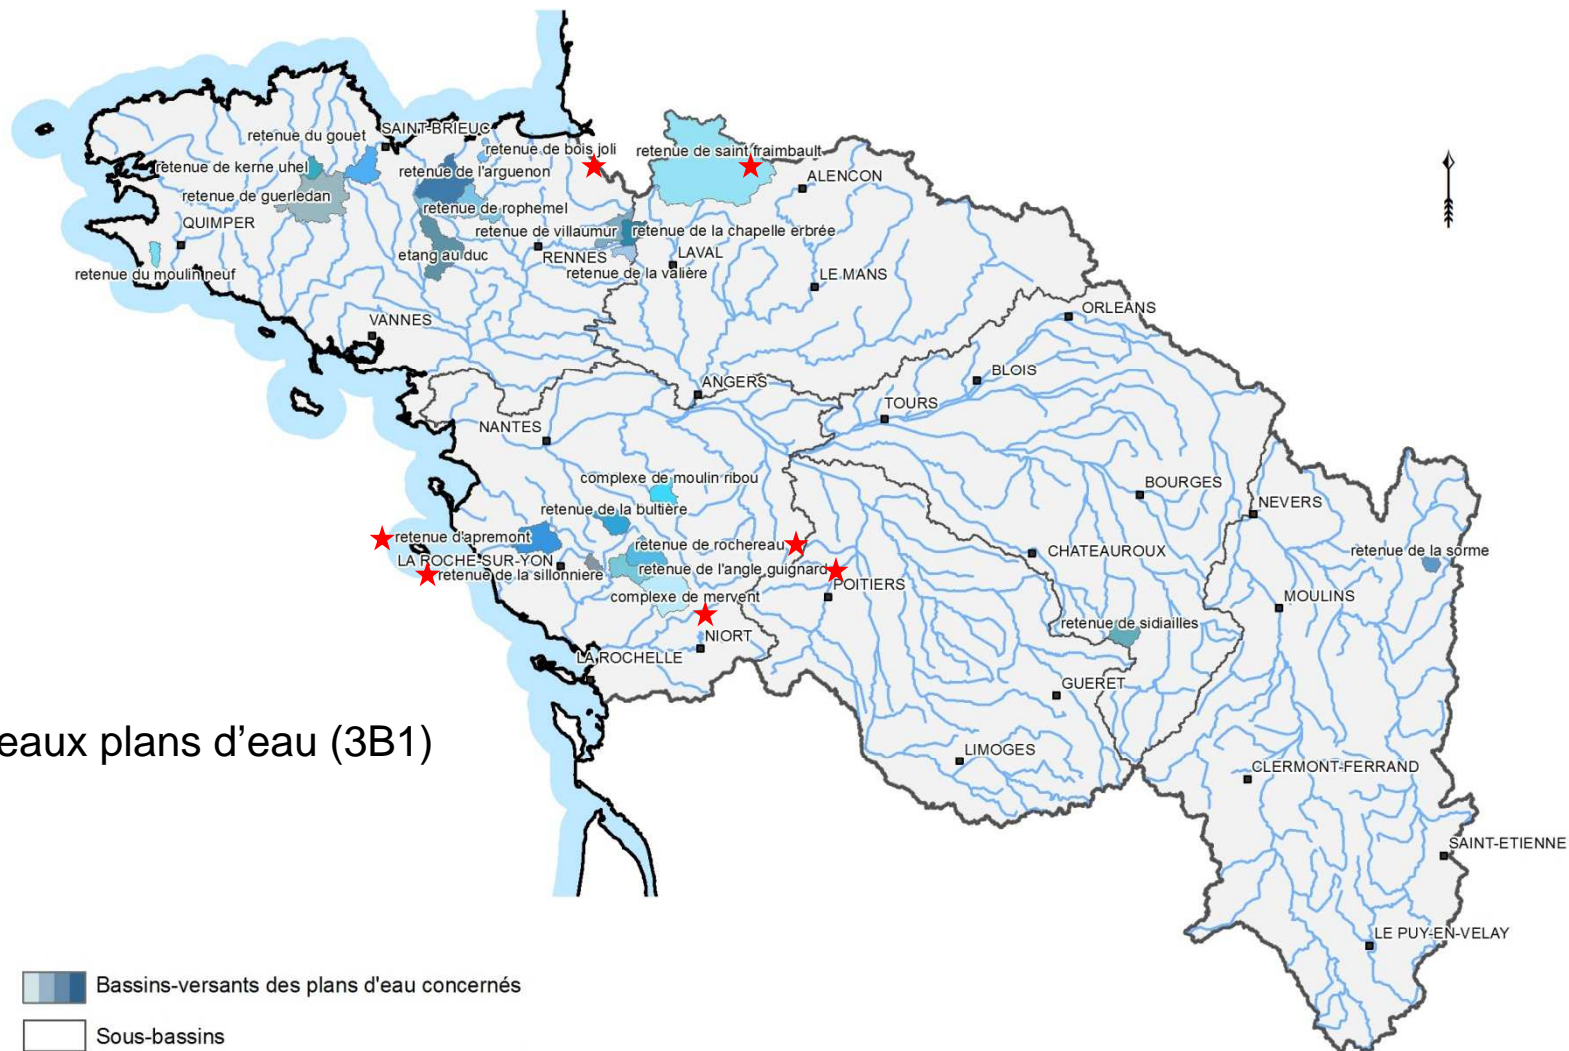 retenue du gouet
SAINT-BRIEUC
retenue de bois joli
retenue de saint fraimbault
retenue de kerne uhel
retenue de l'arguenon
ALENCON
retenue de guerledan
retenue de rophemel
QUIMPER
retenue de villaumur
retenue de la chapelle erbrée
etang au duc
RENNES
LAVAL
retenue du moulin neuf
retenue de la valière
LE MANS
VANNES
ORLEANS
ANGERS
BLOIS
TOURS
NANTES
complexe de moulin ribou
BOURGES
NEVERS
retenue de la bultière
retenue d'apremont
retenue de rochereau
CHATEAUROUX
retenue de la sorme
LA ROCHE-SUR-YON
retenue de la sillonniere
retenue de l'angle guignard
POITIERS
complexe de mervent
MOULINS
retenue de sidiailles
NIORT
LA ROCHELLE
GUERET
eaux plans d’eau (3B1)
LIMOGES
CLERMONT-FERRAND
SAINT-ETIENNE
LE PUY-EN-VELAY
Bassins-versants des plans d'eau concernés
Sous-bassins